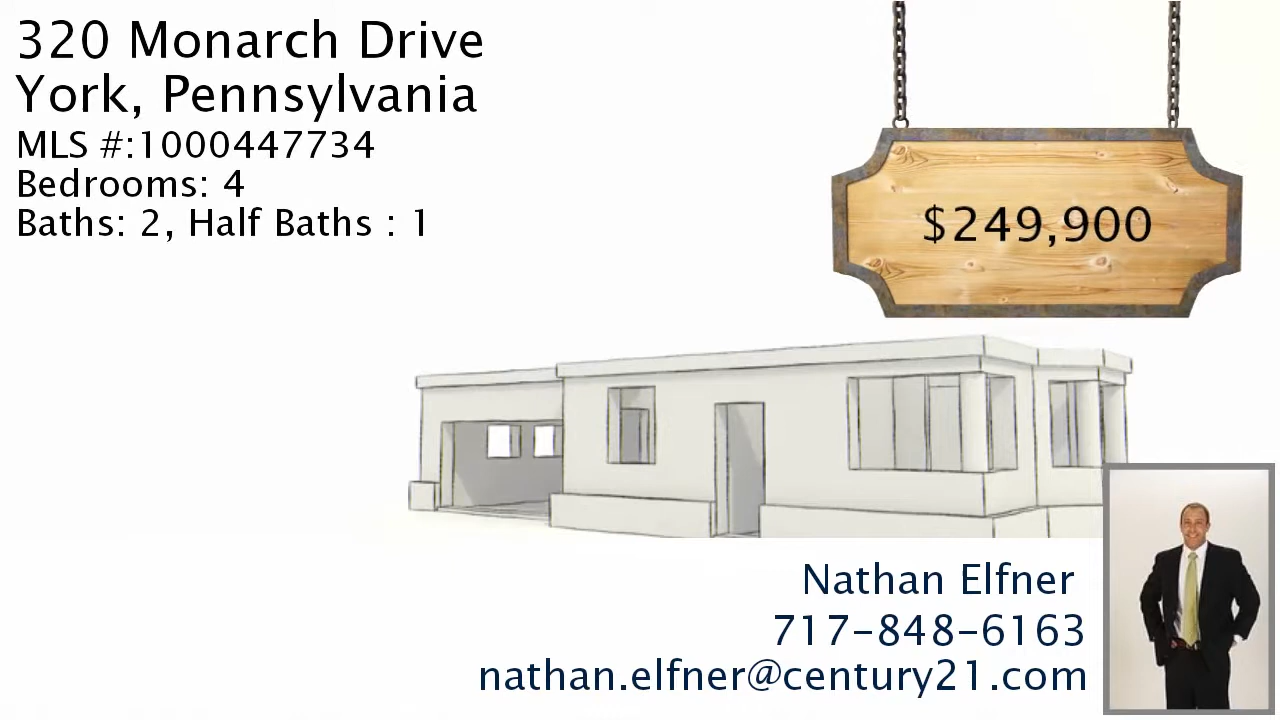 320 Monarch Drive
York, Pennsylvania
MLS #:1000447734
Bedrooms: 4
Baths: 2, Half Baths : 1
$249,900
Nathan Elfner
717-848-6163
nathan.elfner@century21.com